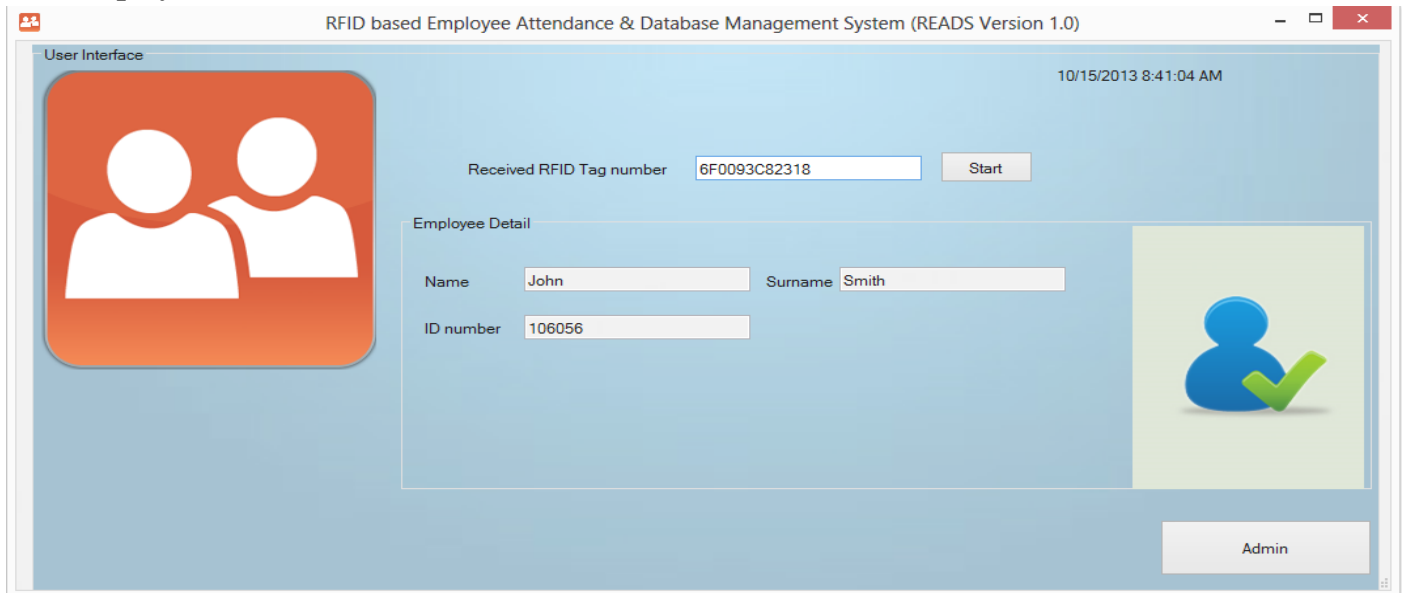 RFID based Employee Attendance & Database Management System (READS Version 1.0)
User Interface
10/15/2013 8:41:04 AM
Received RFID Tag number 6F0093C82318 Start
Employee Detail
Name John Surname Smith
ID number 106056
Admin